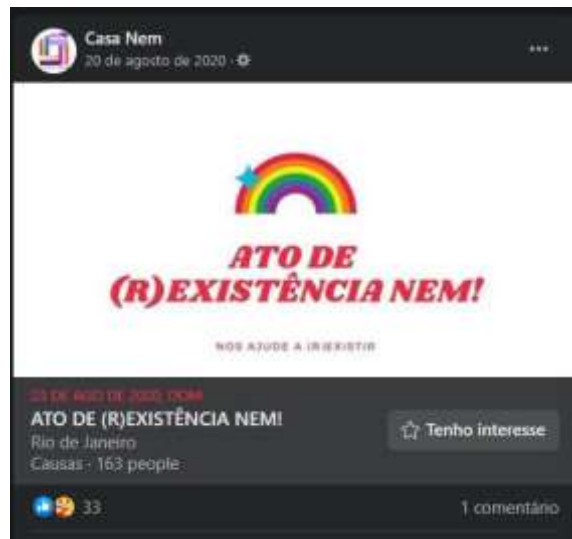 Casa Nem
20 de agosto de 2020 ·
ATO DE
(R)EXISTÊNCIA NEM!
NOS AJUDE A (R)EXISTIR
23 DE AGO DE 2020, DOM
ATO DE (R)EXISTÊNCIA NEM!
Rio de Janeiro
Causas · 163 people
Tenho interesse
33
1 comentário